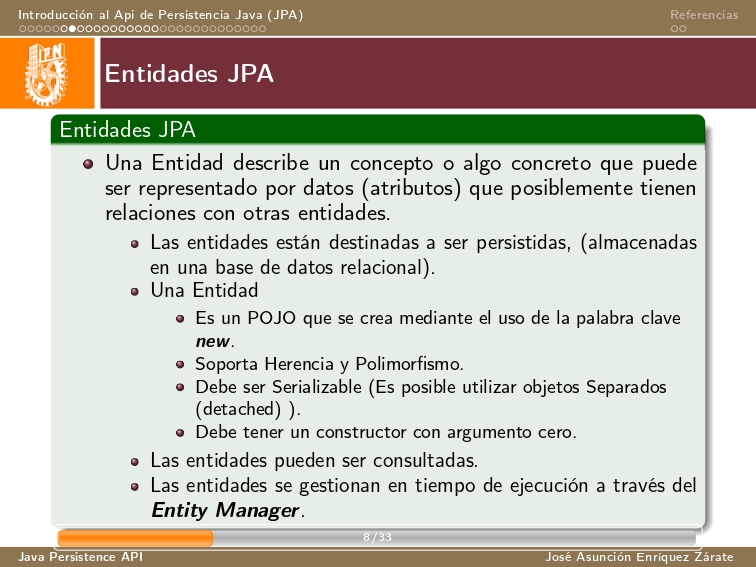 Introducción al Api de Persistencia Java (JPA)
Referencias
IPN
Entidades JPA
Entidades JPA
Una Entidad describe un concepto o algo concreto que puede
ser representado por datos (atributos) que posiblemente tienen
relaciones con otras entidades.
Las entidades están destinadas a ser persistidas, (almacenadas
en una base de datos relacional).
Una Entidad
Es un POJO que se crea mediante el uso de la palabra clave
new.
Soporta Herencia y Polimorfismo.
Debe ser Serializable (Es posible utilizar objetos Separados
(detached) ).
Debe tener un constructor con argumento cero.
Las entidades pueden ser consultadas.
Las entidades se gestionan en tiempo de ejecución a través del
Entity Manager.
8/33
Java Persistence API
José Asunción Enríquez Zárate